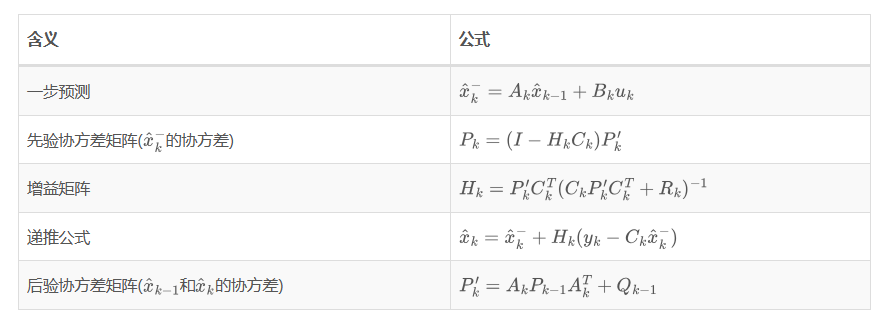 含义 公式
一步预测 $\hat{x}_k^- = A_k \hat{x}_{k-1} + B_k u_k$
先验协方差矩阵($\hat{x}_k^-$的协方差) $P_k = (I - H_k C_k) P_k'$
增益矩阵 $H_k = P_k' C_k^T (C_k P_k' C_k^T + R_k)^{-1}$
递推公式 $\hat{x}_k = \hat{x}_k^- + H_k (y_k - C_k \hat{x}_k^-)$
后验协方差矩阵($\hat{x}_{k-1}$和$\hat{x}_k$的协方差) $P_k' = A_k P_{k-1} A_k^T + Q_{k-1}$